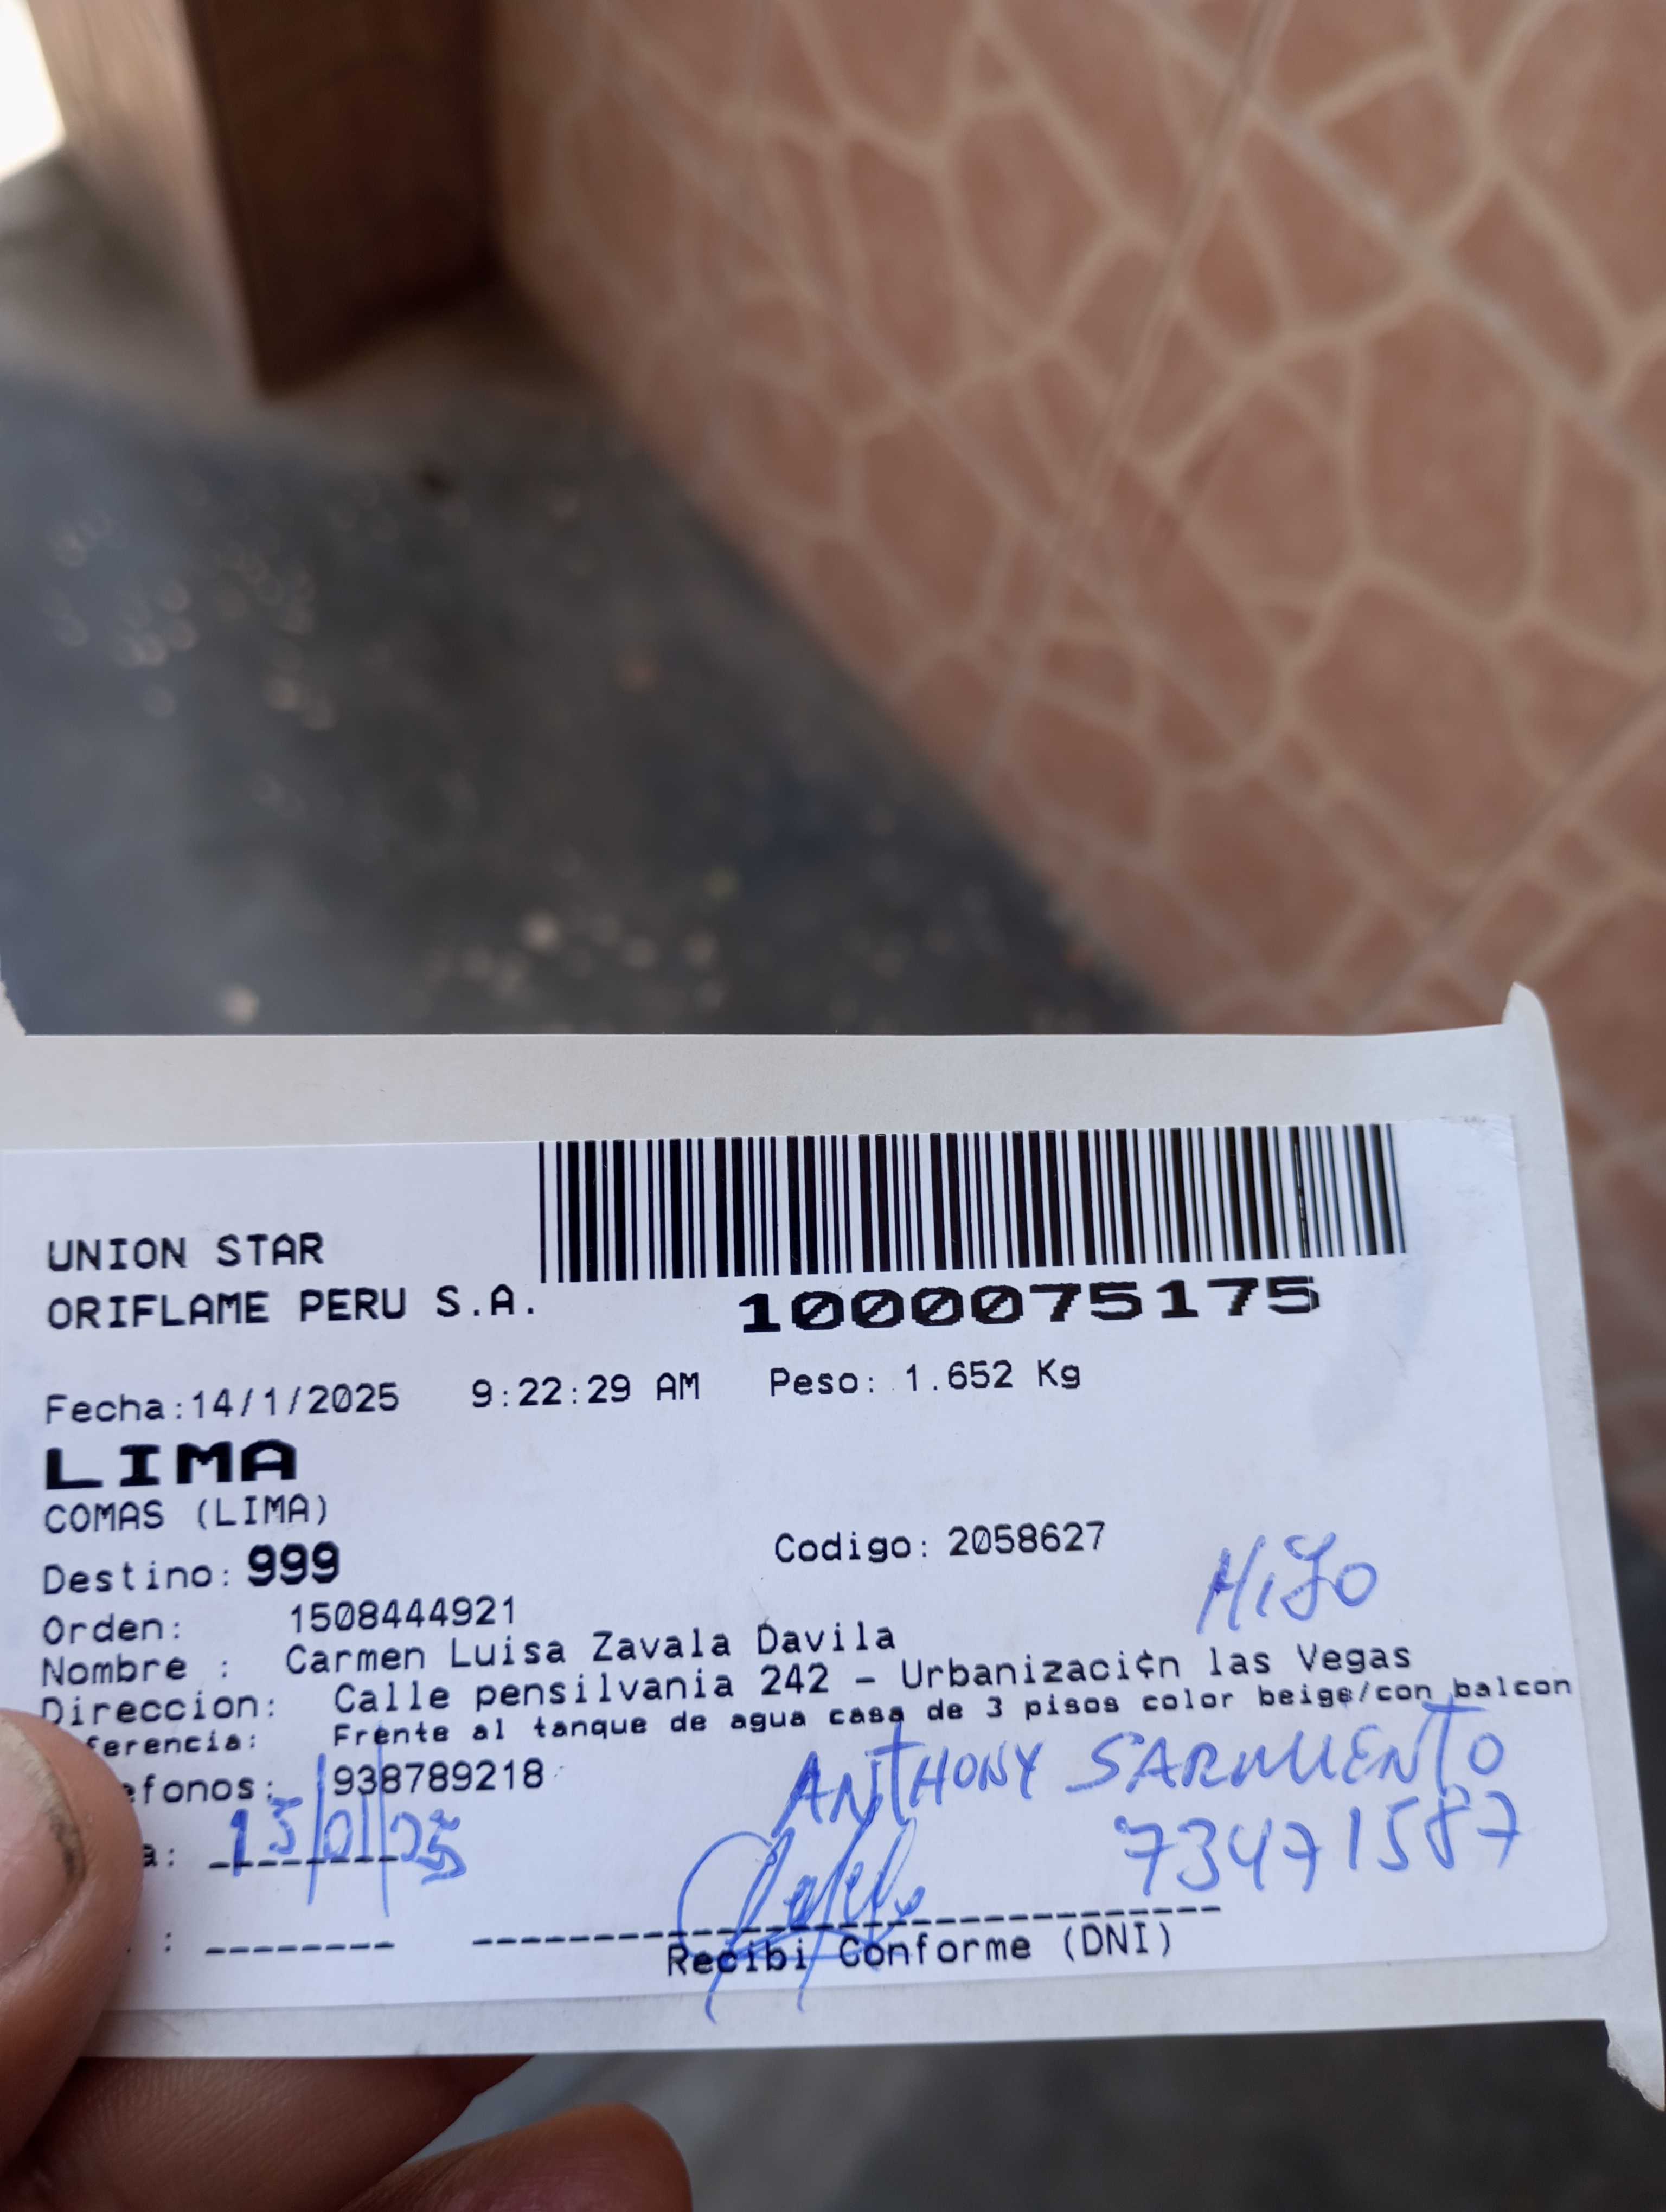 UNION STAR
ORIFLAME PERU S.A.
1000075175
Fecha:14/1/2025 9:22:29 AM Peso: 1.652 Kg
LIMA
COMAS (LIMA)
Destino: 999 Codigo: 2058627
HiJo
Orden: 1508444921
Nombre : Carmen Luisa Zavala Davila
Direccion: Calle pensilvania 242 - Urbanizaci¢n las Vegas
ferencia: Frente al tanque de agua casa de 3 pisos color beige/con balcon
efonos: 938789218
ANTHONY SARMIENTO
a: 15/01/25 73471587
Recibi Conforme (DNI)